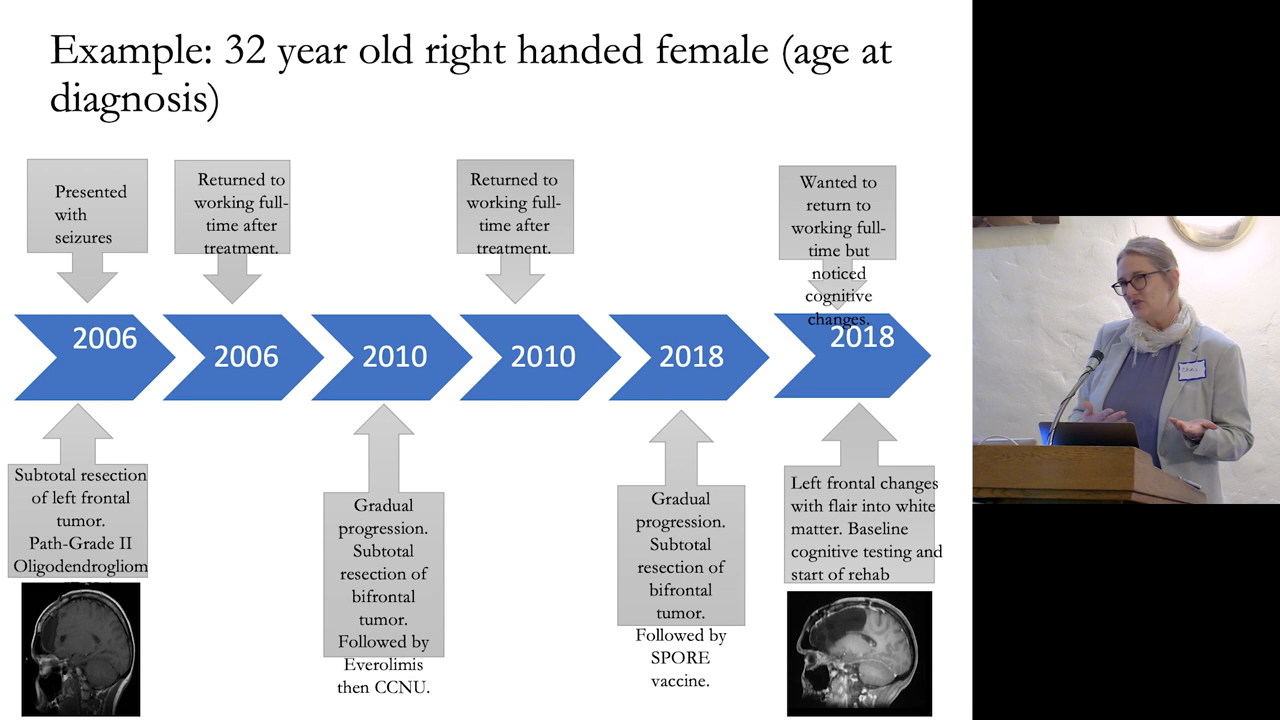 Example: 32 year old right handed female (age at
diagnosis)
Presented
with
seizures
Returned to
working full-
time after
treatment.
Returned to
working full-
time after
treatment.
Wanted to
return to
working full-
time but
noticed
cognitive
changes.
2006
2006
2010
2010
2018
2018
Subtotal resection
of left frontal
tumor.
Path-Grade II
Oligodendrogliom
Gradual
progression.
Subtotal
resection of
bifrontal
tumor.
Followed by
Everolimis
then CCNU.
Gradual
progression.
Subtotal
resection of
bifrontal
tumor.
Followed by
SPORE
vaccine.
Left frontal changes
with flair into white
matter. Baseline
cognitive testing and
start of rehab